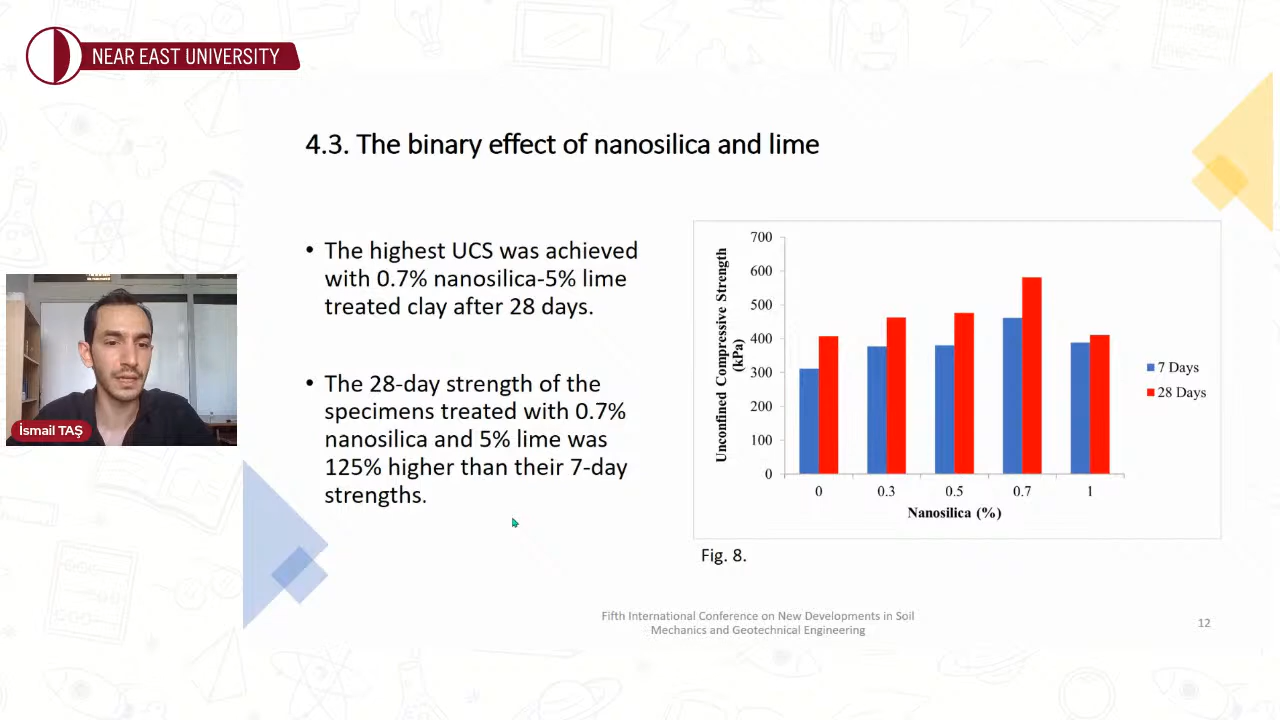 NEAR EAST UNIVERSITY
4.3. The binary effect of nanosilica and lime
• The highest UCS was achieved
with 0.7% nanosilica-5% lime
treated clay after 28 days.
• The 28-day strength of the
specimens treated with 0.7%
nanosilica and 5% lime was
125% higher than their 7-day
strengths.
İsmail TAŞ
Unconfined Compressive Strength
(kPa)
700
600
500
400
300
200
100
0
0 0.3 0.5 0.7 1
Nanosilica (%)
7 Days
28 Days
Fig. 8.
Fifth International Conference on New Developments in Soil
Mechanics and Geotechnical Engineering
12